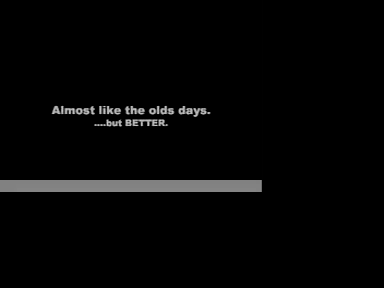 Almost like the olds days.
....but BETTER.